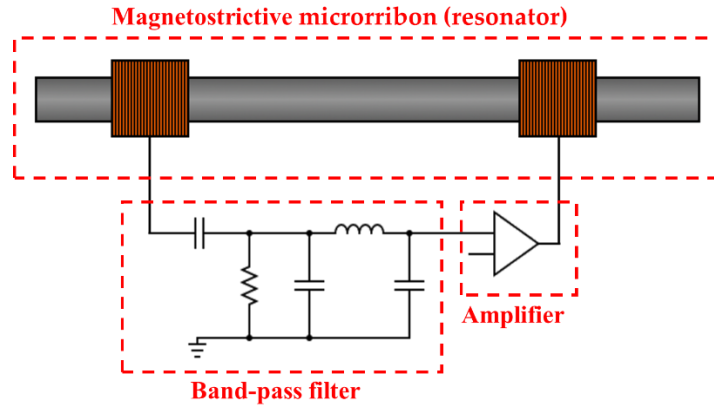 Magnetostrictive microrribon (resonator)
Amplifier
Band-pass filter